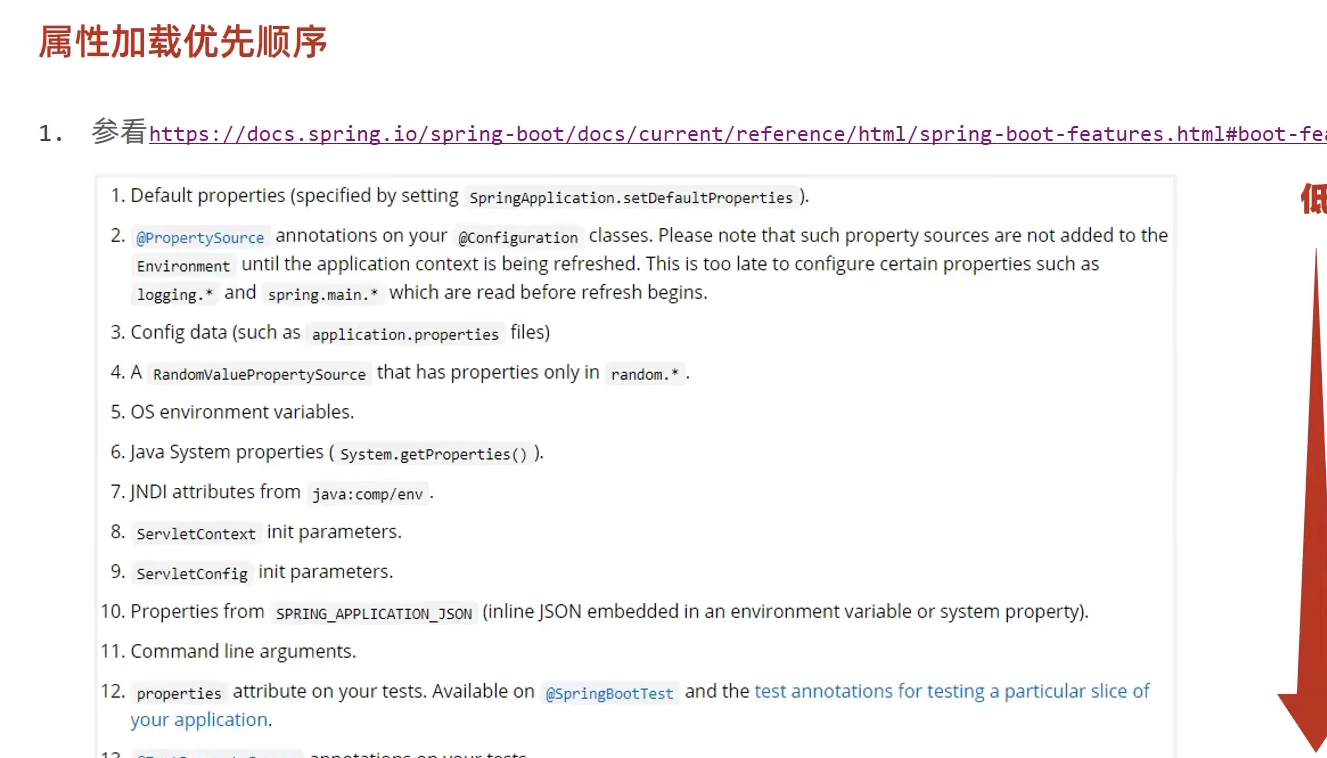 属性加载优先顺序
1. 参看https://docs.spring.io/spring-boot/docs/current/reference/html/spring-boot-features.html#boot-fea
低
1. Default properties (specified by setting SpringApplication.setDefaultProperties ).
2. @PropertySource annotations on your @Configuration classes. Please note that such property sources are not added to the
Environment until the application context is being refreshed. This is too late to configure certain properties such as
logging.* and spring.main.* which are read before refresh begins.
3. Config data (such as application.properties files)
4. A RandomValuePropertySource that has properties only in random.* .
5. OS environment variables.
6. Java System properties ( System.getProperties() ).
7. JNDI attributes from java:comp/env .
8. ServletContext init parameters.
9. ServletConfig init parameters.
10. Properties from SPRING_APPLICATION_JSON (inline JSON embedded in an environment variable or system property).
11. Command line arguments.
12. properties attribute on your tests. Available on @SpringBootTest and the test annotations for testing a particular slice of
your application.
13. annotations on your tests.